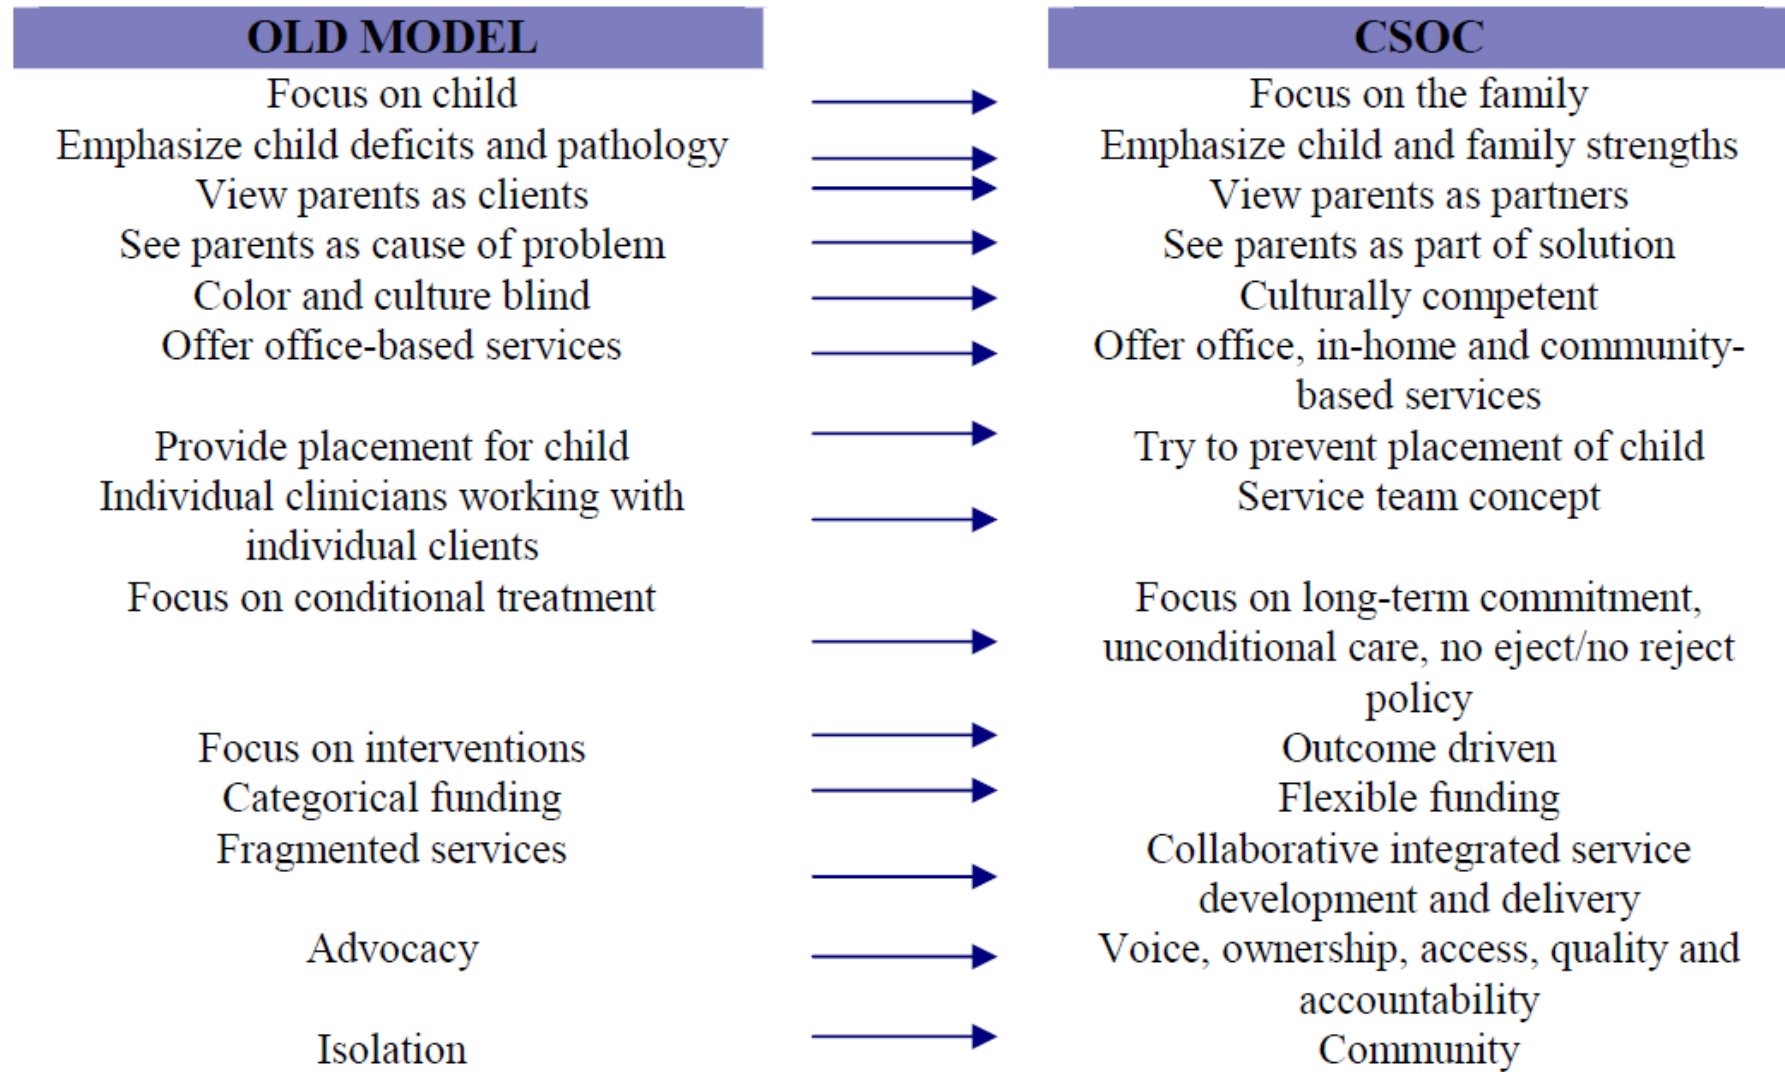 OLD MODEL
CSOC
Focus on child
Focus on the family
Emphasize child deficits and pathology
Emphasize child and family strengths
View parents as clients
View parents as partners
See parents as cause of problem
See parents as part of solution
Color and culture blind
Culturally competent
Offer office-based services
Offer office, in-home and community-
based services
Provide placement for child
Try to prevent placement of child
Individual clinicians working with
individual clients
Service team concept
Focus on conditional treatment
Focus on long-term commitment,
unconditional care, no eject/no reject
policy
Focus on interventions
Outcome driven
Categorical funding
Flexible funding
Fragmented services
Collaborative integrated service
development and delivery
Advocacy
Voice, ownership, access, quality and
accountability
Isolation
Community